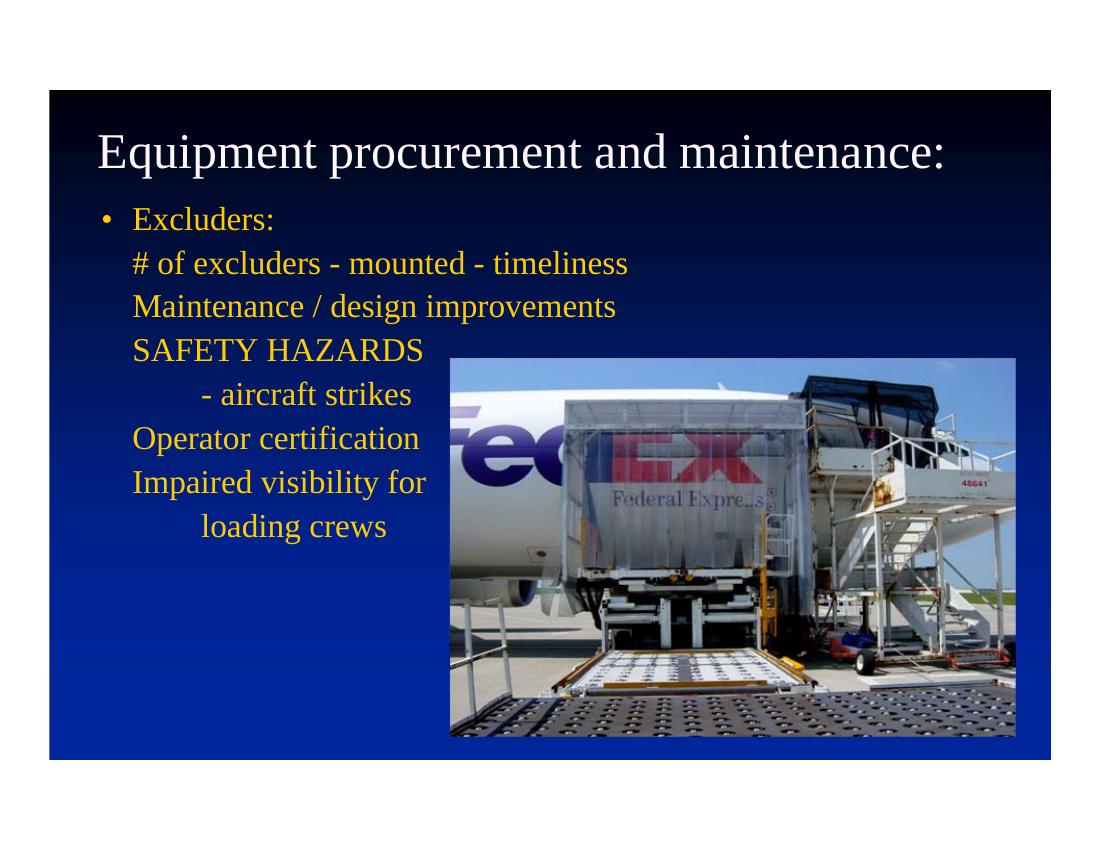 Equipment procurement and maintenance:
• Excluders:
# of excluders - mounted - timeliness
Maintenance / design improvements
SAFETY HAZARDS
- aircraft strikes
Operator certification
Impaired visibility for
loading crews
FedEx
Federal Express
48641